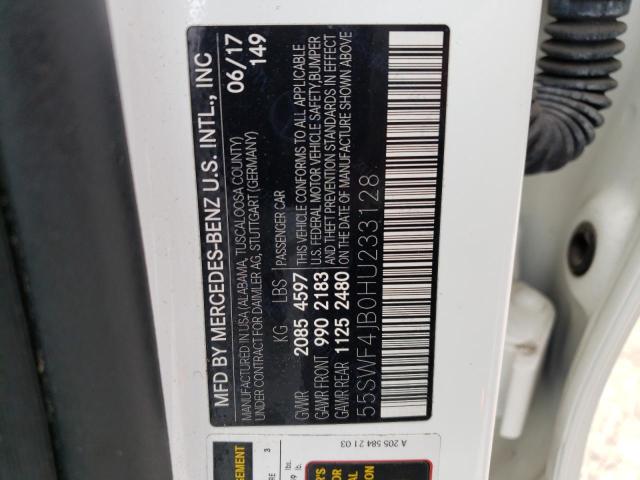 MFD BY MERCEDES-BENZ U.S. INTL., INC
MANUFACTURED IN USA (ALABAMA, TUSCALOOSA COUNTY)
UNDER CONTRACT FOR DAIMLER AG, STUTTGART (GERMANY)
06/17
149
KG LBS PASSENGER CAR
GVWR 2085 4597
GAWR FRONT 990 2183
GAWR REAR 1125 2480
THIS VEHICLE CONFORMS TO ALL APPLICABLE
U.S. FEDERAL MOTOR VEHICLE SAFETY, BUMPER
AND THEFT PREVENTION STANDARDS IN EFFECT
ON THE DATE OF MANUFACTURE SHOWN ABOVE
55SWF4JB0HU233128
A 205 584 21 03
3
lbs.
lb.